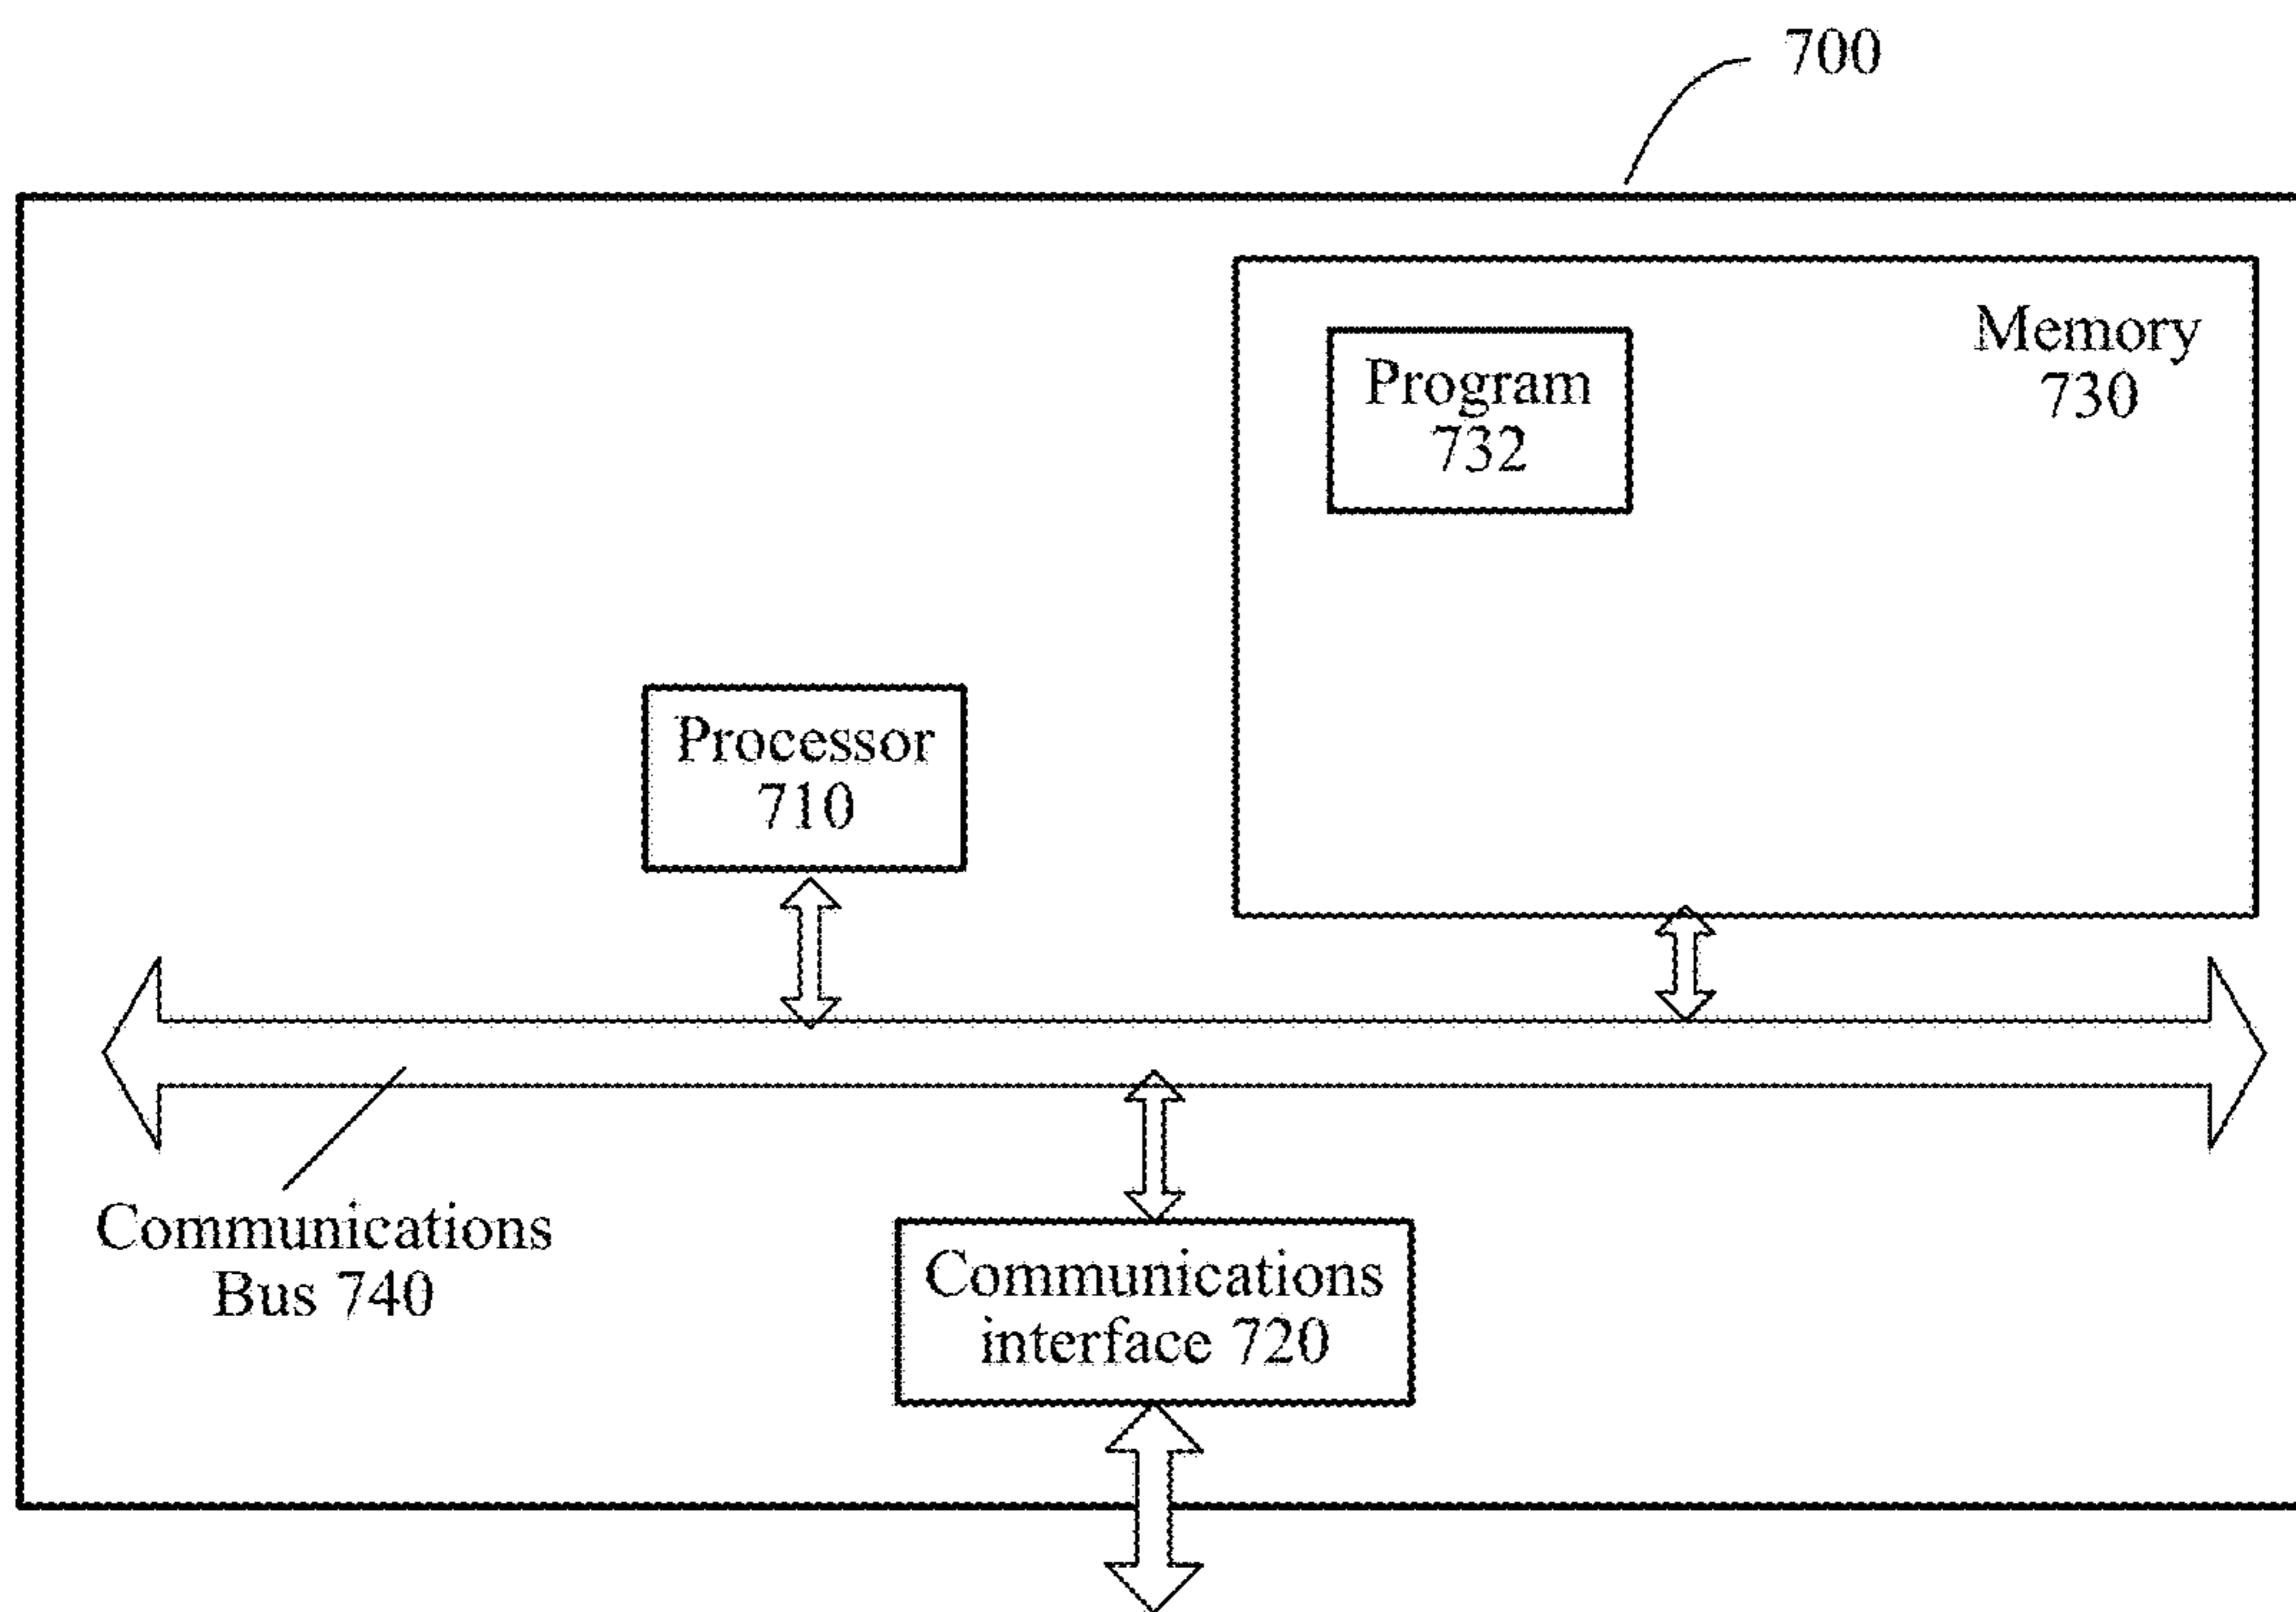 700
Memory
730
Program
732
Processor
710
Communications
Bus 740
Communications
interface 720